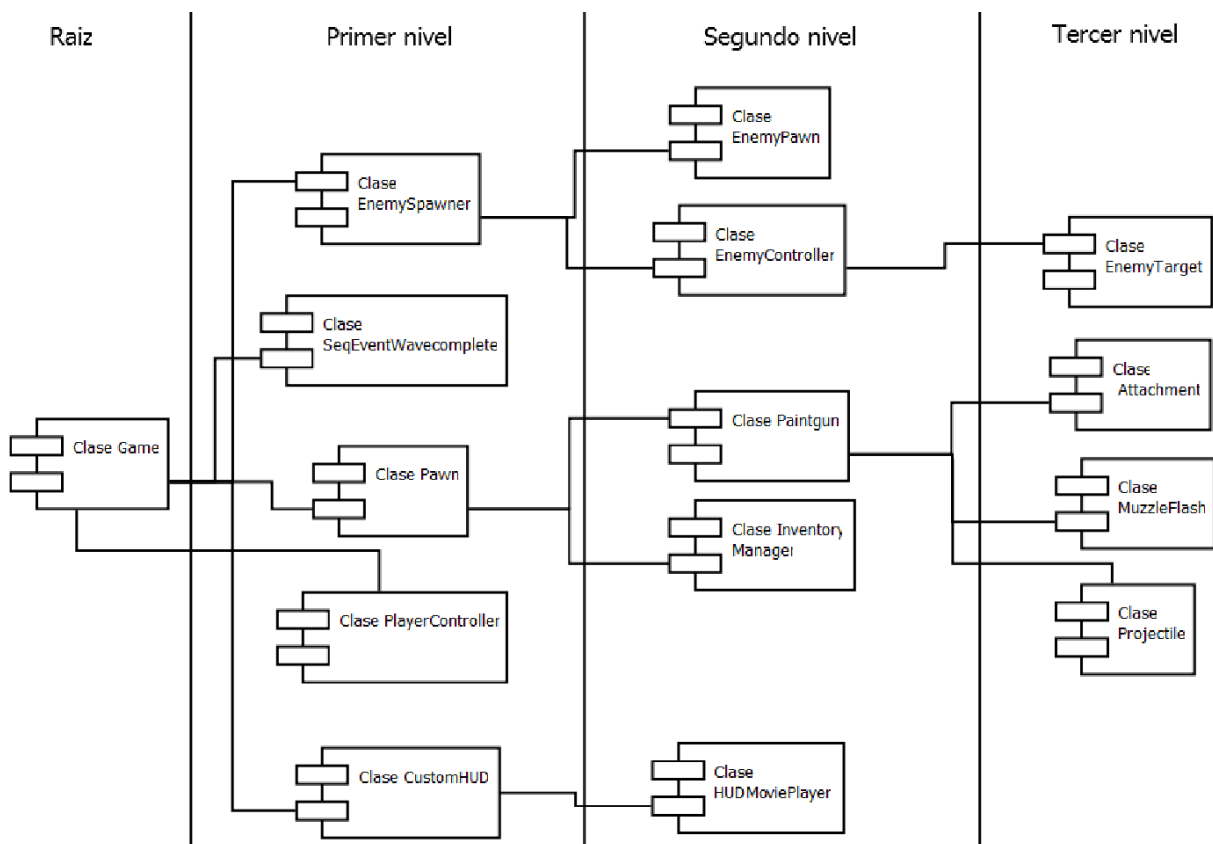 Raiz
Primer nivel
Segundo nivel
Tercer nivel
Clase Game
Clase
EnemySpawner
Clase
SeqEventWavecomplete
Clase Pawn
Clase PlayerController
Clase CustomHUD
Clase
EnemyPawn
Clase
EnemyController
Clase Paintgun
Clase Inventory
Manager
Clase
HUDMoviePlayer
Clase
EnemyTarget
Clase
Attachment
Clase
MuzzleFlash
Clase
Projectile